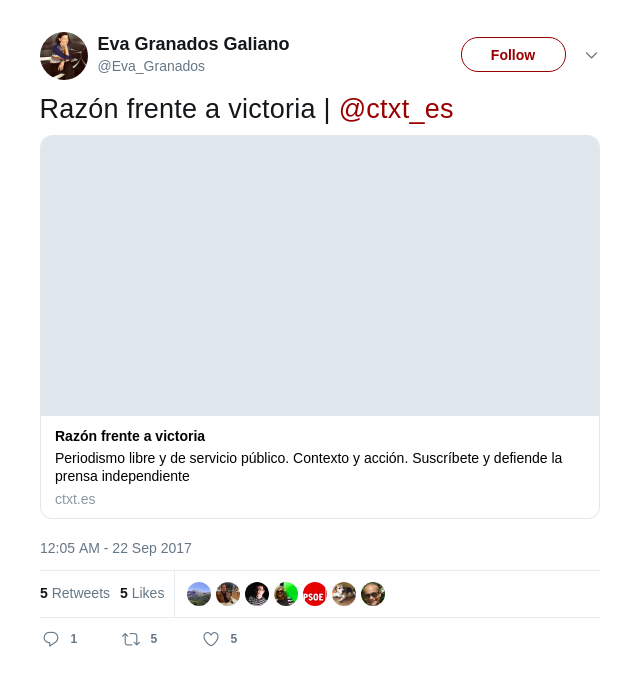 Eva Granados Galiano
@Eva_Granados
Follow
Razón frente a victoria | @ctxt_es
Razón frente a victoria
Periodismo libre y de servicio público. Contexto y acción. Suscríbete y defiende la
prensa independiente
ctxt.es
12:05 AM - 22 Sep 2017
5 Retweets 5 Likes
PSOE
1 5 5